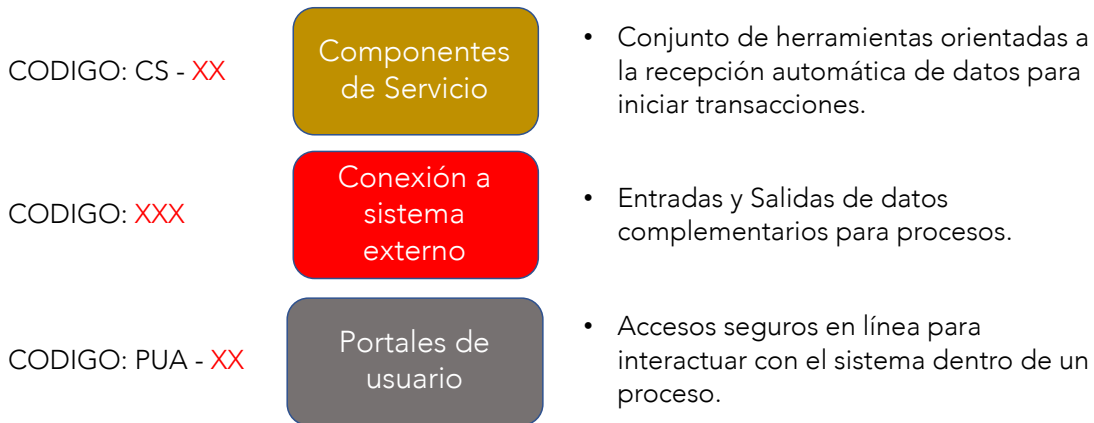 CODIGO: CS - XX
Componentes
de Servicio
• Conjunto de herramientas orientadas a
la recepción automática de datos para
iniciar transacciones.
CODIGO: XXX
Conexión a
sistema
externo
• Entradas y Salidas de datos
complementarios para procesos.
CODIGO: PUA - XX
Portales de
usuario
• Accesos seguros en línea para
interactuar con el sistema dentro de un
proceso.